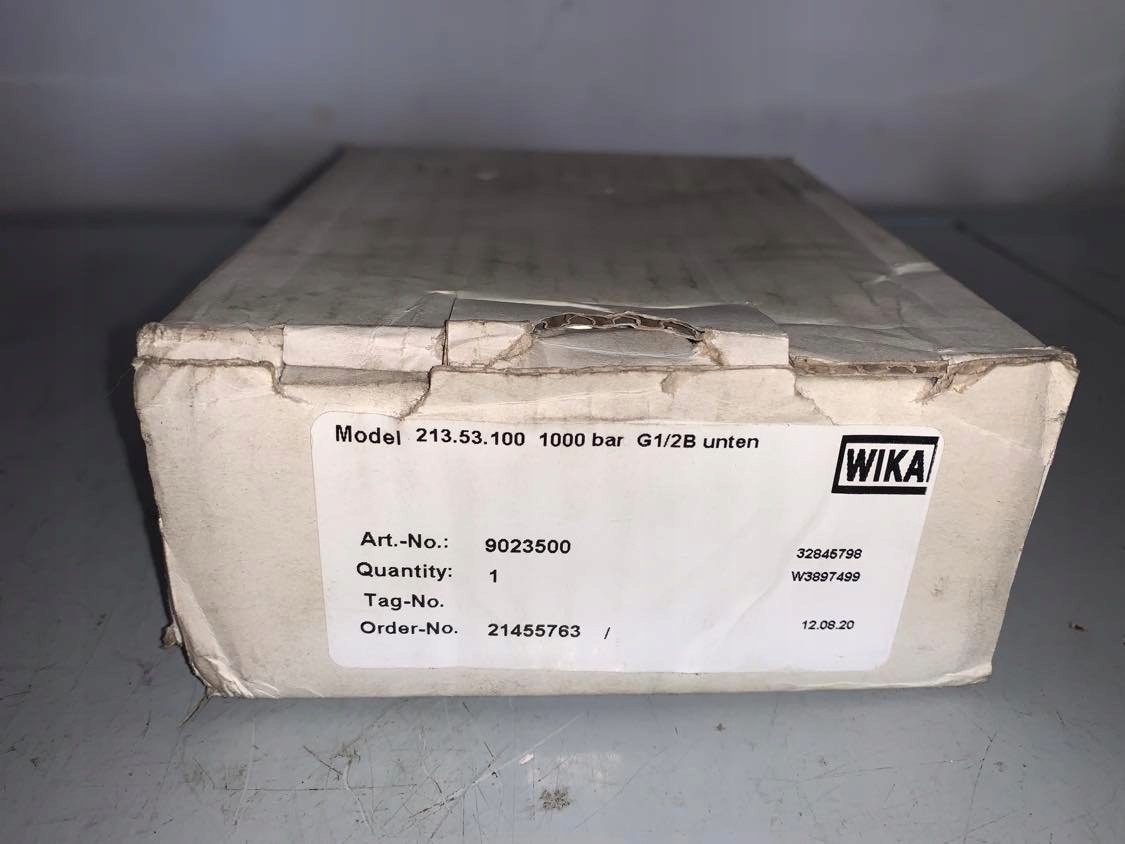 Model 213.53.100 1000 bar G1/2B unten
WIKA
Art.-No.: 9023500
32845798
Quantity: 1
W3897499
Tag-No.
Order-No. 21455763 /
12.08.20